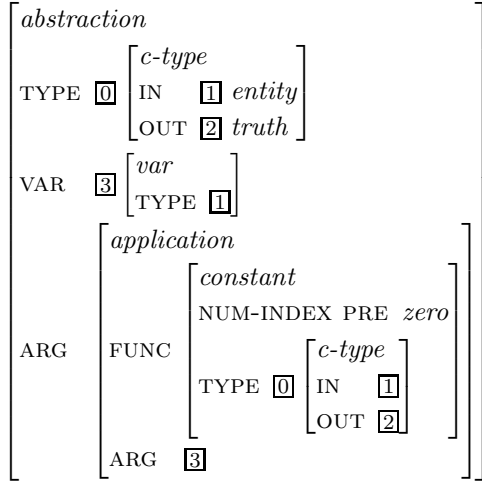 abstraction
TYPE 0 c-type
IN 1 entity
OUT 2 truth
VAR 3 var
TYPE 1
ARG application
FUNC constant
NUM-INDEX PRE zero
TYPE 0 c-type
IN 1
OUT 2
ARG 3